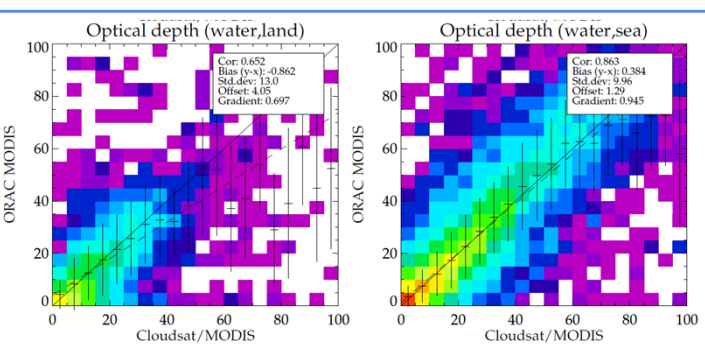 Optical depth (water,land)
Cor: 0.652
Bias (y-x): -0.862
Std.dev: 13.0
Offset: 4.05
Gradient: 0.697
100
80
60
40
20
0
ORAC MODIS
0 20 40 60 80 100
Cloudsat/MODIS
Optical depth (water,sea)
Cor: 0.863
Bias (y-x): 0.384
Std.dev: 9.96
Offset: 1.29
Gradient: 0.945
100
80
60
40
20
0
ORAC MODIS
0 20 40 60 80 100
Cloudsat/MODIS